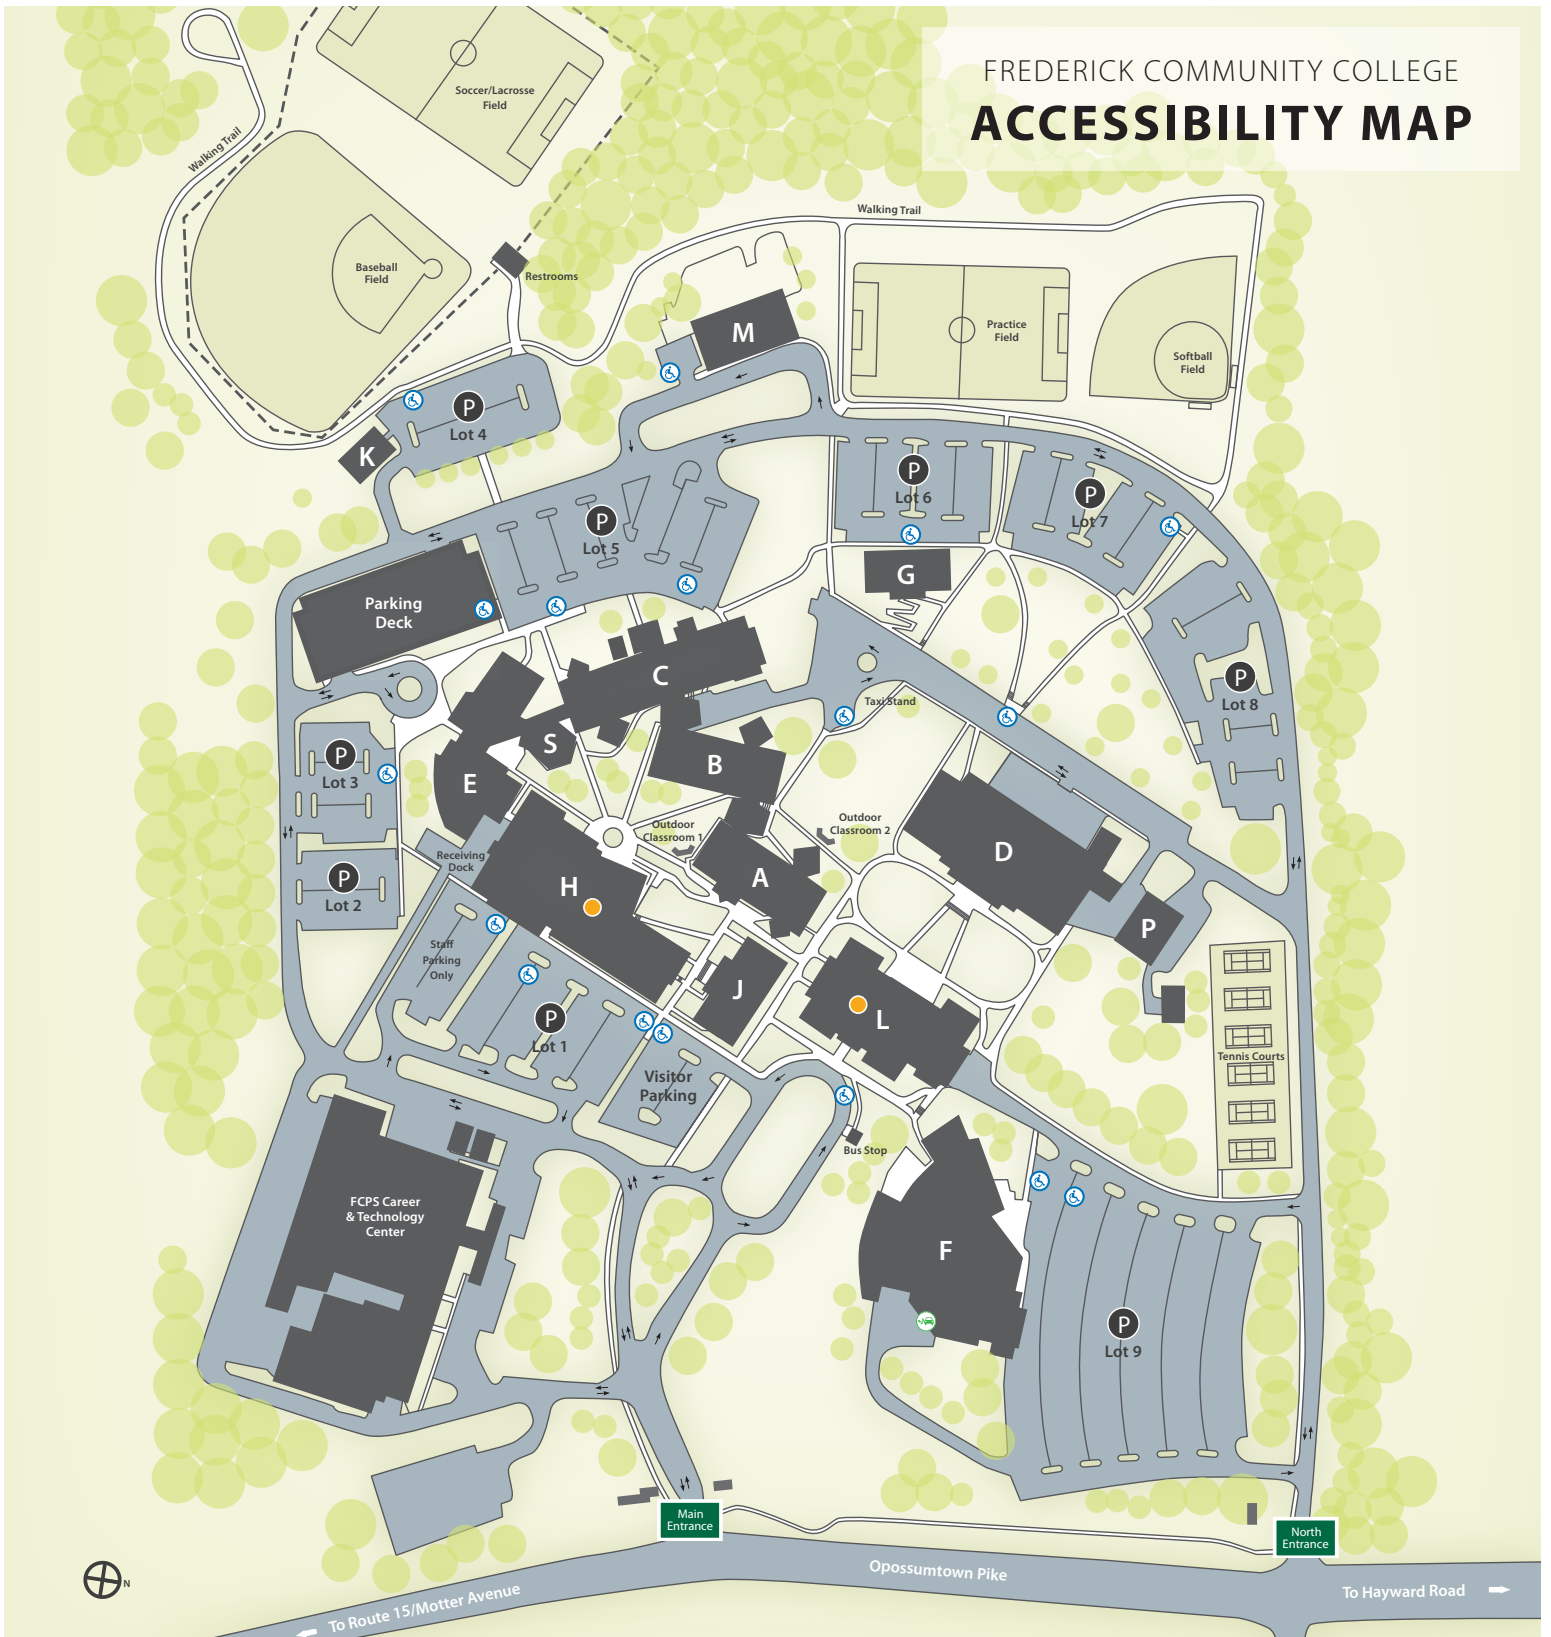 FREDERICK COMMUNITY COLLEGE
ACCESSIBILITY MAP
Soccer/Lacrosse
Field
Walking Trail
Walking Trail
Baseball
Field
Restrooms
M
Practice
Field
Softball
Field
P
Lot 4
K
P
Lot 5
P
Lot 6
P
Lot 7
G
Parking
Deck
C
Taxi Stand
P
Lot 8
S
B
E
P
Lot 3
Outdoor
Classroom 1
Outdoor
Classroom 2
Receiving
Dock
P
Lot 2
H
A
D
P
Staff
Parking
Only
J
L
P
Lot 1
Visitor
Parking
Tennis Courts
Bus Stop
FCPS Career
& Technology
Center
F
P
Lot 9
Main
Entrance
North
Entrance
N
Opossumtown Pike
To Route 15/Motter Avenue
To Hayward Road